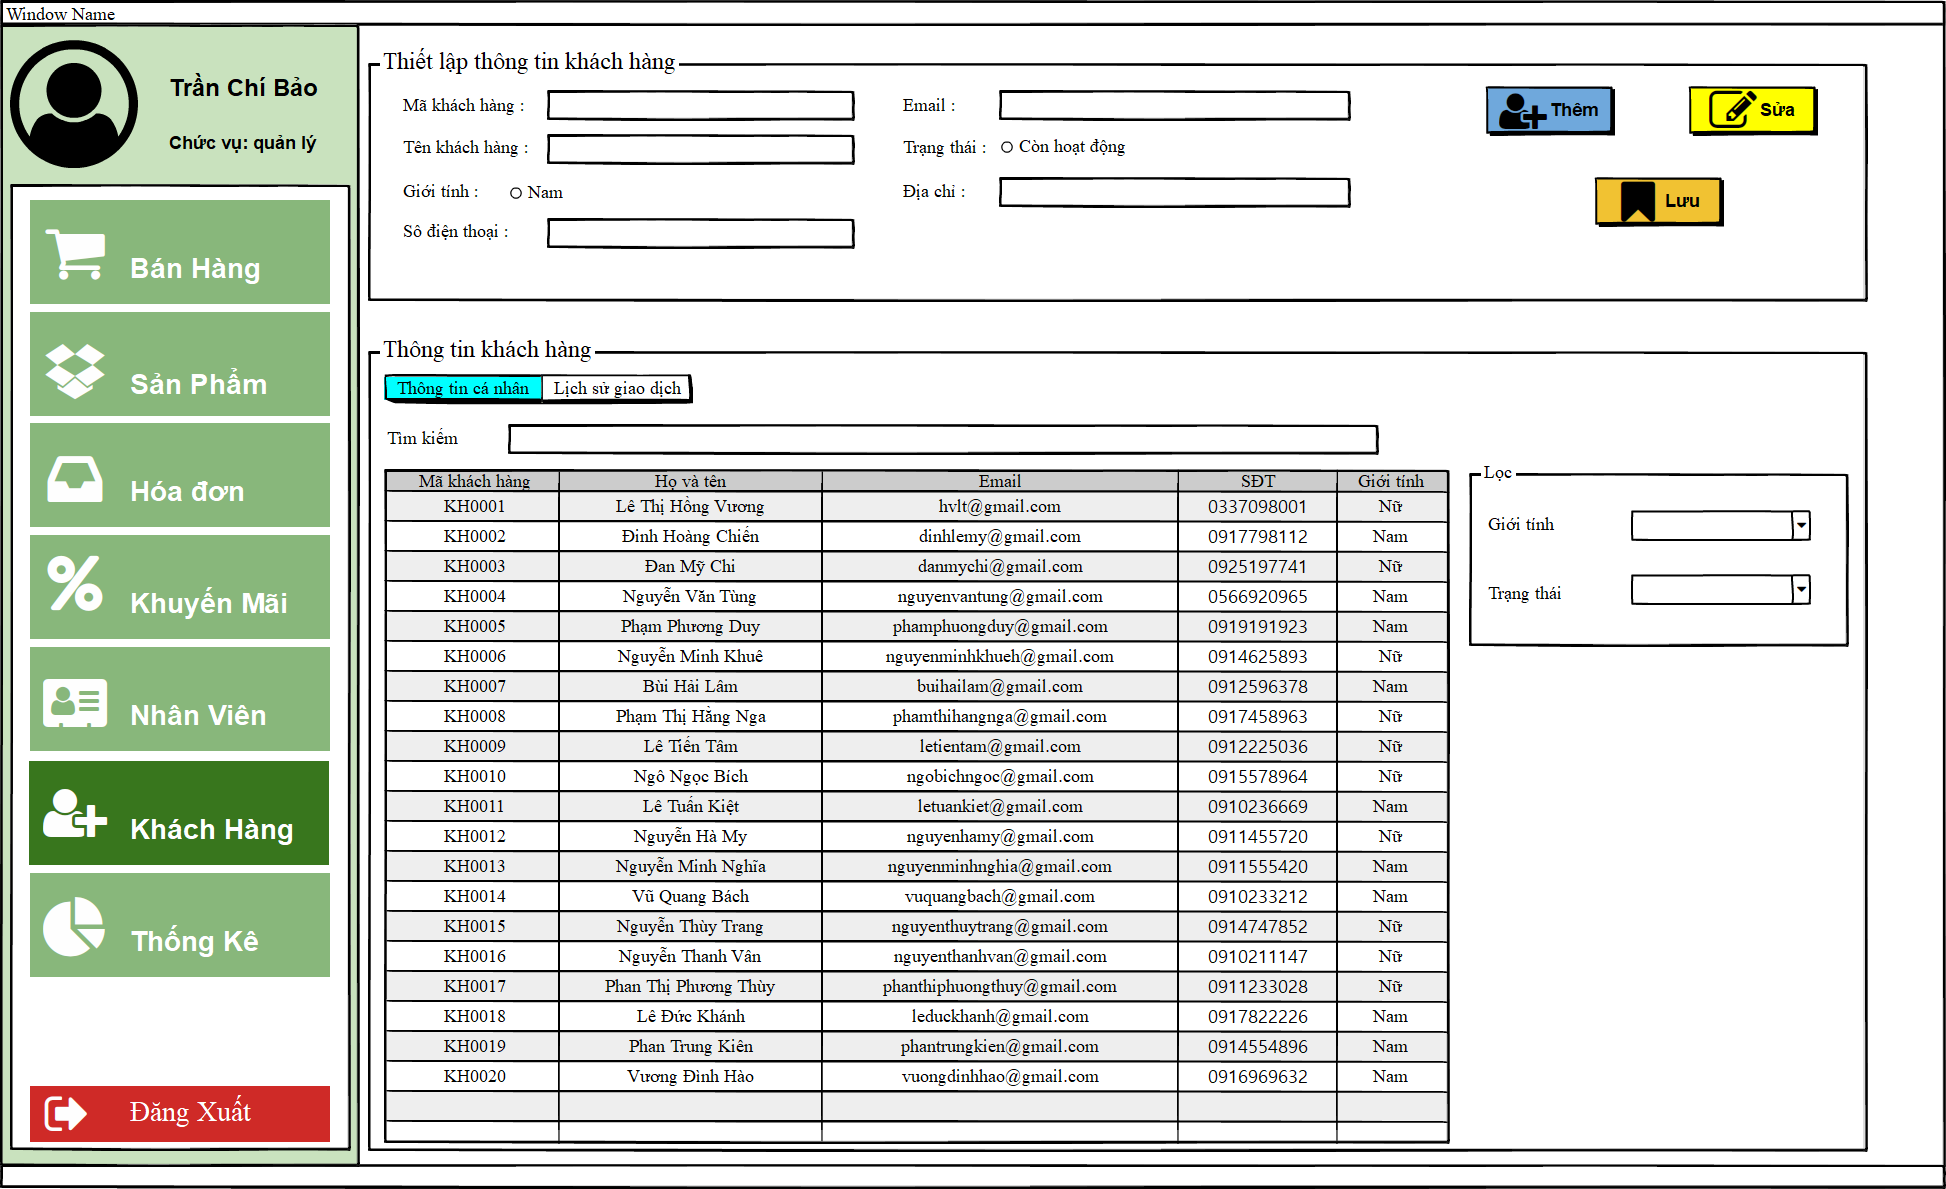 Window Name
Trần Chí Bảo
Chức vụ: quản lý
Bán Hàng
Sản Phẩm
Hóa đơn
Khuyến Mãi
Nhân Viên
Khách Hàng
Thống Kê
Đăng Xuất
Thiết lập thông tin khách hàng
Mã khách hàng :
Email :
Thêm
Sửa
Tên khách hàng :
Trạng thái :
Còn hoạt động
Giới tính :
Nam
Địa chỉ :
Lưu
Số điện thoại :
Thông tin khách hàng
Thông tin cá nhân
Lịch sử giao dịch
Tìm kiếm
Mã khách hàng Họ và tên Email SĐT Giới tính
KH0001 Lê Thị Hồng Vương hvlt@gmail.com 0337098001 Nữ
KH0002 Đinh Hoàng Chiến dinhlemy@gmail.com 0917798112 Nam
KH0003 Đan Mỹ Chi danmychi@gmail.com 0925197741 Nữ
KH0004 Nguyễn Văn Tùng nguyenvantung@gmail.com 0566920965 Nam
KH0005 Phạm Phương Duy phamphuongduy@gmail.com 0919191923 Nam
KH0006 Nguyễn Minh Khuê nguyenminhkhueh@gmail.com 0914625893 Nữ
KH0007 Bùi Hải Lâm buihailam@gmail.com 0912596378 Nam
KH0008 Phạm Thị Hằng Nga phamthihangnga@gmail.com 0917458963 Nữ
KH0009 Lê Tiến Tâm letientam@gmail.com 0912225036 Nữ
KH0010 Ngô Ngọc Bích ngobichngoc@gmail.com 0915578964 Nữ
KH0011 Lê Tuấn Kiệt letuankiet@gmail.com 0910236669 Nam
KH0012 Nguyễn Hà My nguyenhamy@gmail.com 0911455720 Nữ
KH0013 Nguyễn Minh Nghĩa nguyenminhnghia@gmail.com 0911555420 Nam
KH0014 Vũ Quang Bách vuquangbach@gmail.com 0910233212 Nam
KH0015 Nguyễn Thùy Trang nguyenthuytrang@gmail.com 0914747852 Nữ
KH0016 Nguyễn Thanh Vân nguyenthanhvan@gmail.com 0910211147 Nữ
KH0017 Phan Thị Phương Thùy phanthiphuongthuy@gmail.com 0911233028 Nữ
KH0018 Lê Đức Khánh leduckhanh@gmail.com 0917822226 Nam
KH0019 Phan Trung Kiên phantrungkien@gmail.com 0914554896 Nam
KH0020 Vương Đình Hào vuongdinhhao@gmail.com 0916969632 Nam
Lọc
Giới tính
Trạng thái